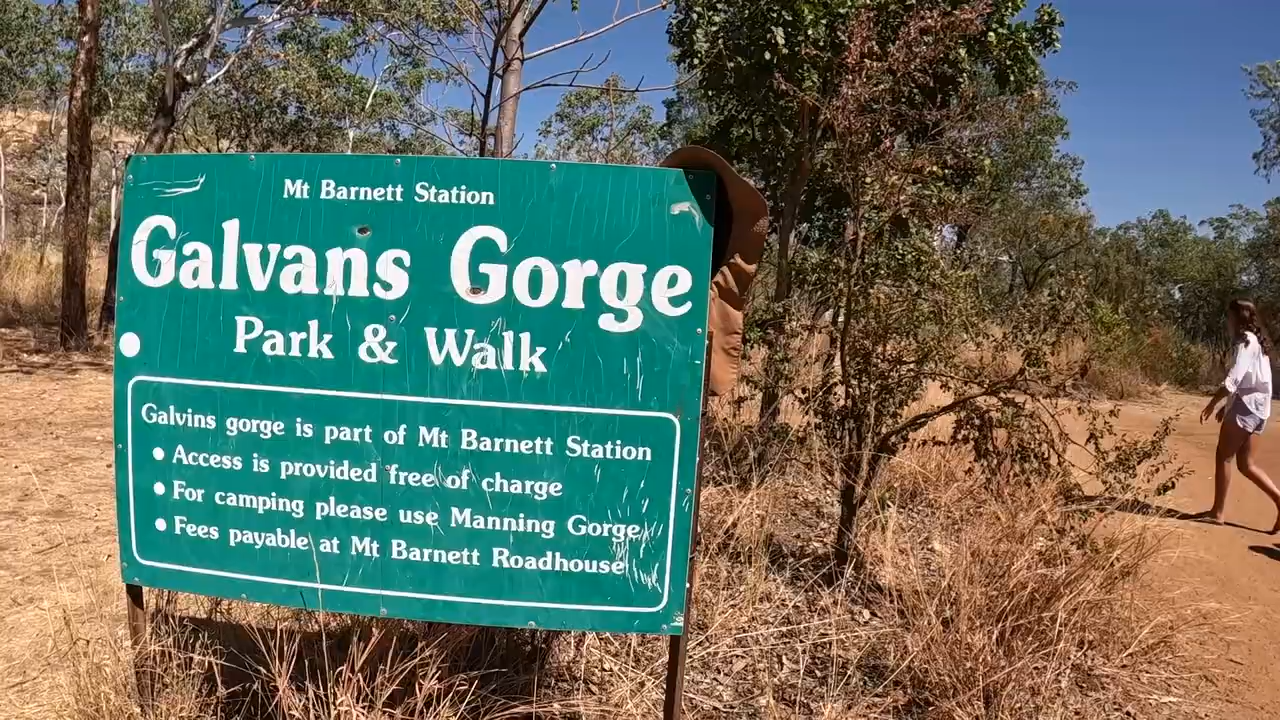 Mt Barnett Station
Galvans Gorge
Park & Walk
Galvins gorge is part of Mt Barnett Station
• Access is provided free of charge
• For camping please use Manning Gorge
• Fees payable at Mt Barnett Roadhouse